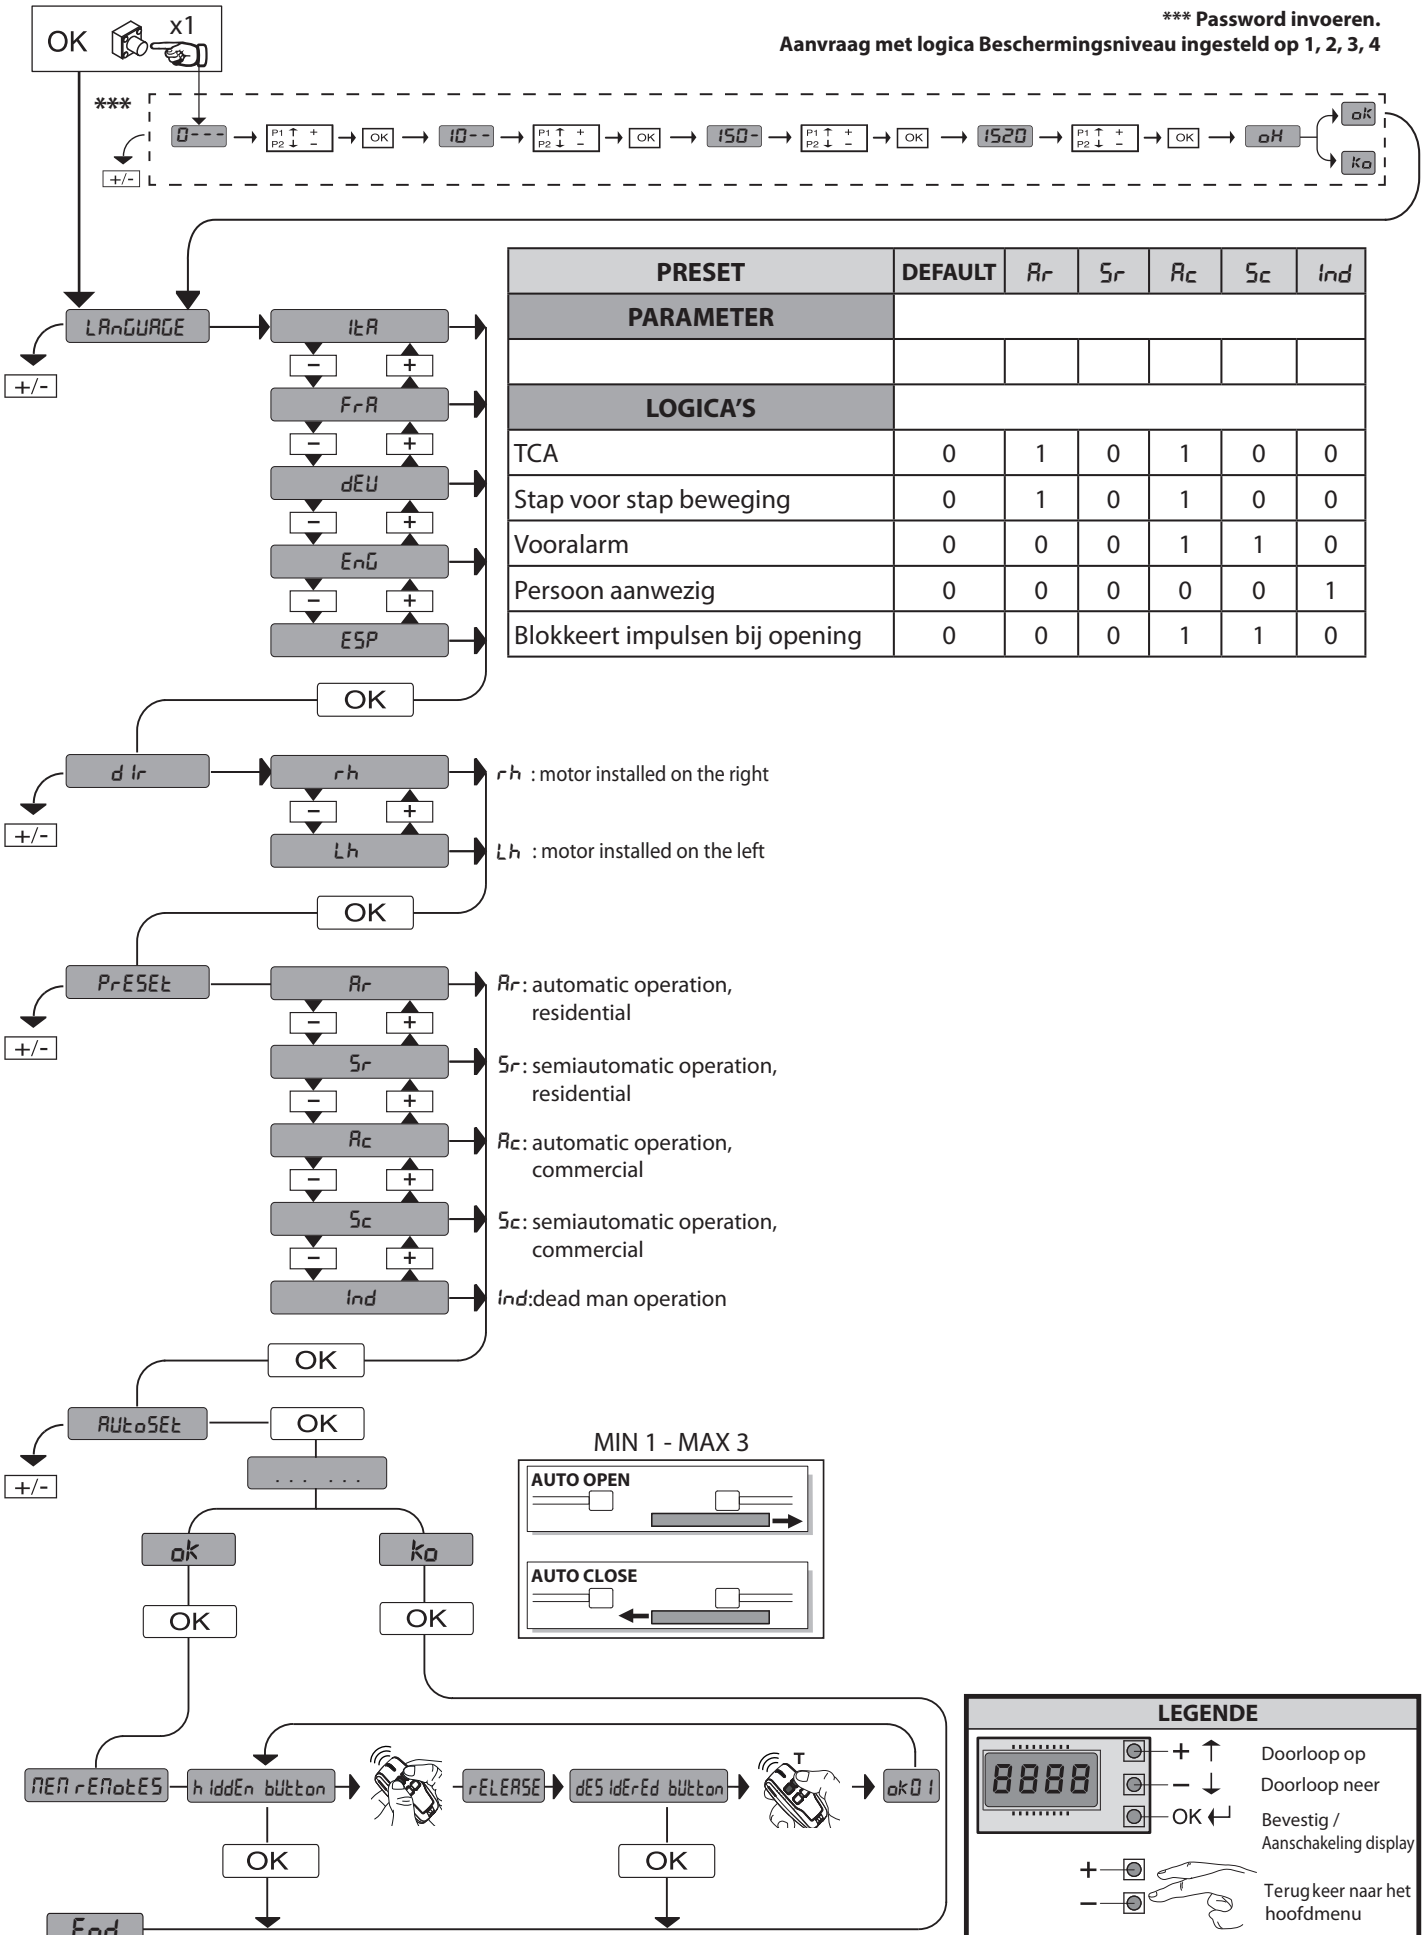 OK x1
*** Password invoeren.
Aanvraag met logica Beschermingsniveau ingesteld op 1, 2, 3, 4
***
0--- P1 ↑ + P2 ↓ - OK 10-- P1 ↑ + P2 ↓ - OK 150- P1 ↑ + P2 ↓ - OK 1520 P1 ↑ + P2 ↓ - OK oH ok
Ko
+/-
PRESET DEFAULT Ar Sr Ac Sc Ind
PARAMETER
LOGICA'S
TCA 0 1 0 1 0 0
Stap voor stap beweging 0 1 0 1 0 0
Vooralarm 0 0 0 1 1 0
Persoon aanwezig 0 0 0 0 0 1
Blokkeert impulsen bij opening 0 0 0 1 1 0
LAnGUAGE ItA
- +
+/-
FrA
- +
dEU
- +
EnG
- +
ESP
OK
dIr rh rh : motor installed on the right
- +
+/-
Lh Lh : motor installed on the left
OK
PrESEt Ar Ar: automatic operation,
residential
- +
+/-
Sr Sr: semiautomatic operation,
residential
- +
Ac Ac: automatic operation,
commercial
- +
Sc Sc: semiautomatic operation,
commercial
- +
Ind Ind:dead man operation
OK
AUtoSEt OK
+/-
... ...
MIN 1 - MAX 3
AUTO OPEN
AUTO CLOSE
ok Ko
OK OK
MEM rEMotES hIddEn bUtton rELEASE dESIdErEd bUtton T ok01
OK OK
End
LEGENDE
8888
+ ↑ Doorloop op
- ↓ Doorloop neer
OK ↵ Bevestig /
Aanschakeling display
+
-
Terugkeer naar het
hoofdmenu